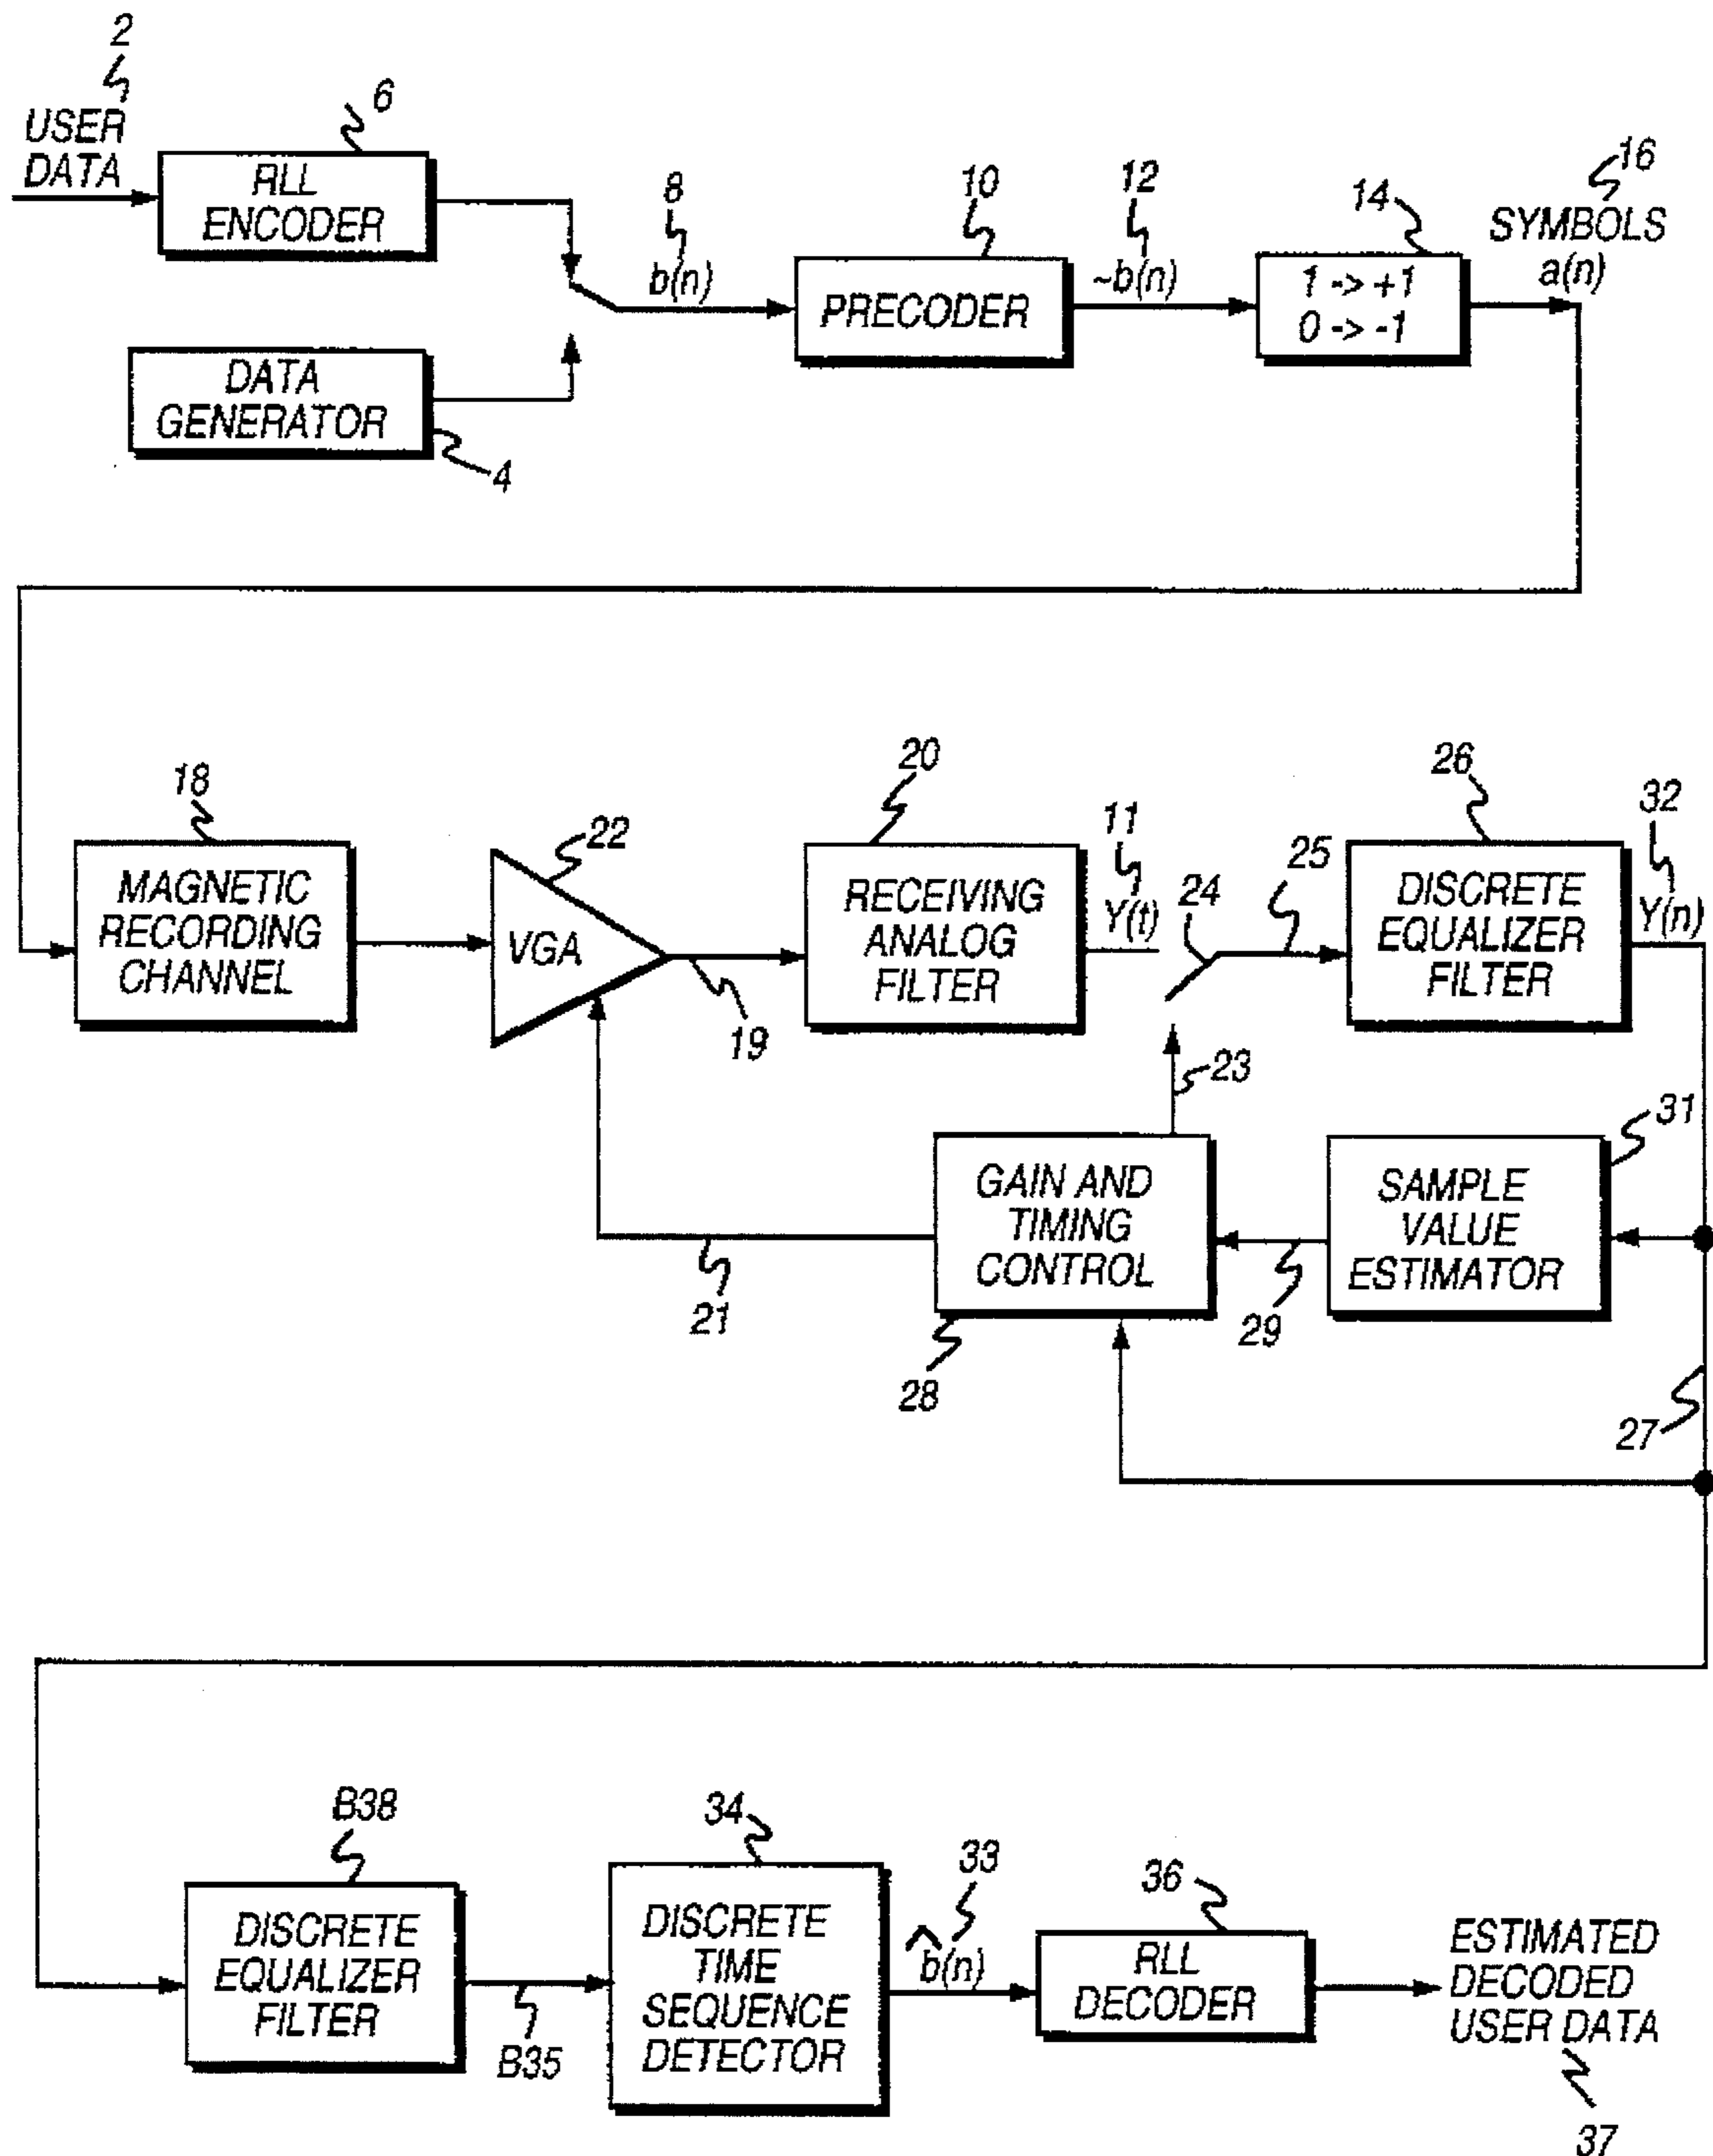 2
USER
DATA
6
RLL
ENCODER
8
b(n)
10
PRECODER
12
~b(n)
14
1 -> +1
0 -> -1
16
SYMBOLS
a(n)
DATA
GENERATOR
4
18
MAGNETIC
RECORDING
CHANNEL
22
VGA
19
20
RECEIVING
ANALOG
FILTER
11
Y(t)
24
25
26
DISCRETE
EQUALIZER
FILTER
32
Y(n)
23
21
GAIN AND
TIMING
CONTROL
28
29
31
SAMPLE
VALUE
ESTIMATOR
27
B38
DISCRETE
EQUALIZER
FILTER
B35
34
DISCRETE
TIME
SEQUENCE
DETECTOR
33
b̂(n)
36
RLL
DECODER
ESTIMATED
DECODED
USER DATA
37